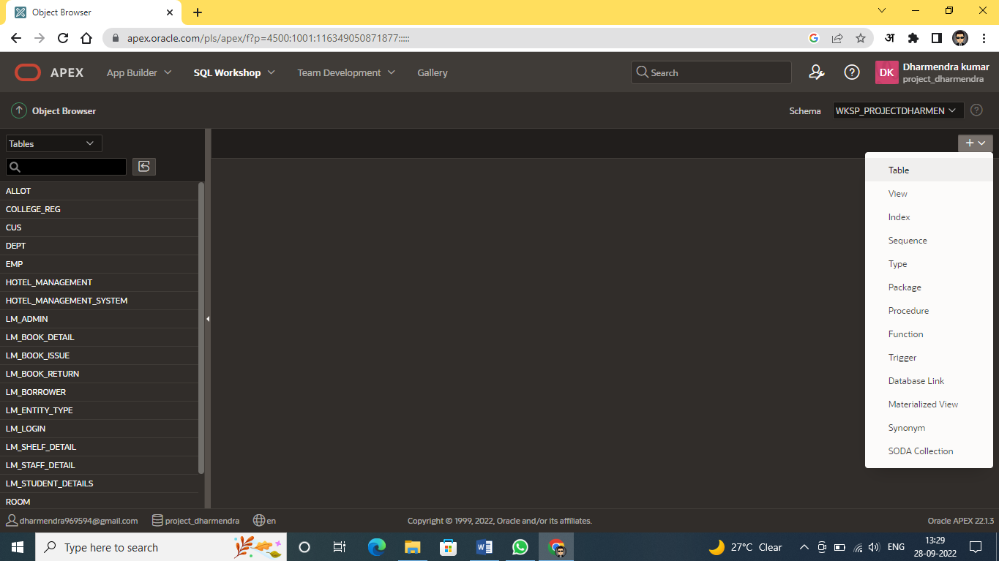 Object Browser
apex.oracle.com/pls/apex/f?p=4500:1001:116349050871877:::::
अ
APEX
App Builder
SQL Workshop
Team Development
Gallery
Search
DK
Dharmendra kumar
project_dharmendra
Object Browser
Schema
WKSP_PROJECTDHARMEN
Tables
ALLOT
COLLEGE_REG
CUS
DEPT
EMP
HOTEL_MANAGEMENT
HOTEL_MANAGEMENT_SYSTEM
LM_ADMIN
LM_BOOK_DETAIL
LM_BOOK_ISSUE
LM_BOOK_RETURN
LM_BORROWER
LM_ENTITY_TYPE
LM_LOGIN
LM_SHELF_DETAIL
LM_STAFF_DETAIL
LM_STUDENT_DETAILS
ROOM
Table
View
Index
Sequence
Type
Package
Procedure
Function
Trigger
Database Link
Materialized View
Synonym
SODA Collection
dharmendra969594@gmail.com
project_dharmendra
en
Copyright © 1999, 2022, Oracle and/or its affiliates.
Oracle APEX 22.1.3
Type here to search
27°C Clear
ENG
13:29
28-09-2022